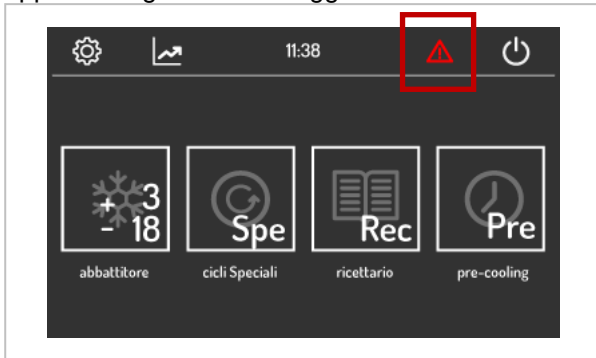 11:38
+3
-18
Spe
Rec
Pre
abbattitore
cicli Speciali
ricettario
pre-cooling